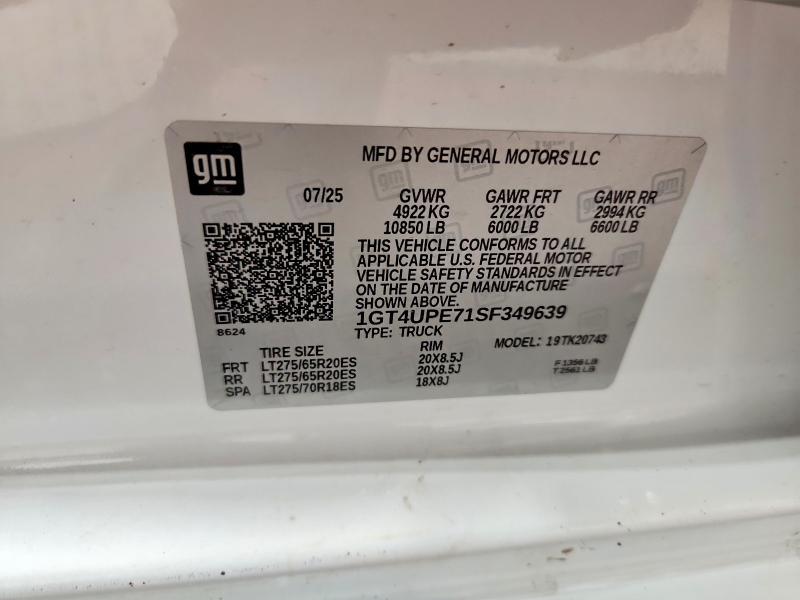 gm
MFD BY GENERAL MOTORS LLC
07/25 GVWR GAWR FRT GAWR RR
4922 KG 2722 KG 2994 KG
10850 LB 6000 LB 6600 LB
THIS VEHICLE CONFORMS TO ALL
APPLICABLE U.S. FEDERAL MOTOR
VEHICLE SAFETY STANDARDS IN EFFECT
ON THE DATE OF MANUFACTURE
SHOWN ABOVE.
1GT4UPE71SF349639
8624
TYPE: TRUCK MODEL: 19TK20743
TIRE SIZE RIM
FRT LT275/65R20ES 20X8.5J F 1356 LB
RR LT275/65R20ES 20X8.5J T 2561 LB
SPA LT275/70R18ES 18X8J